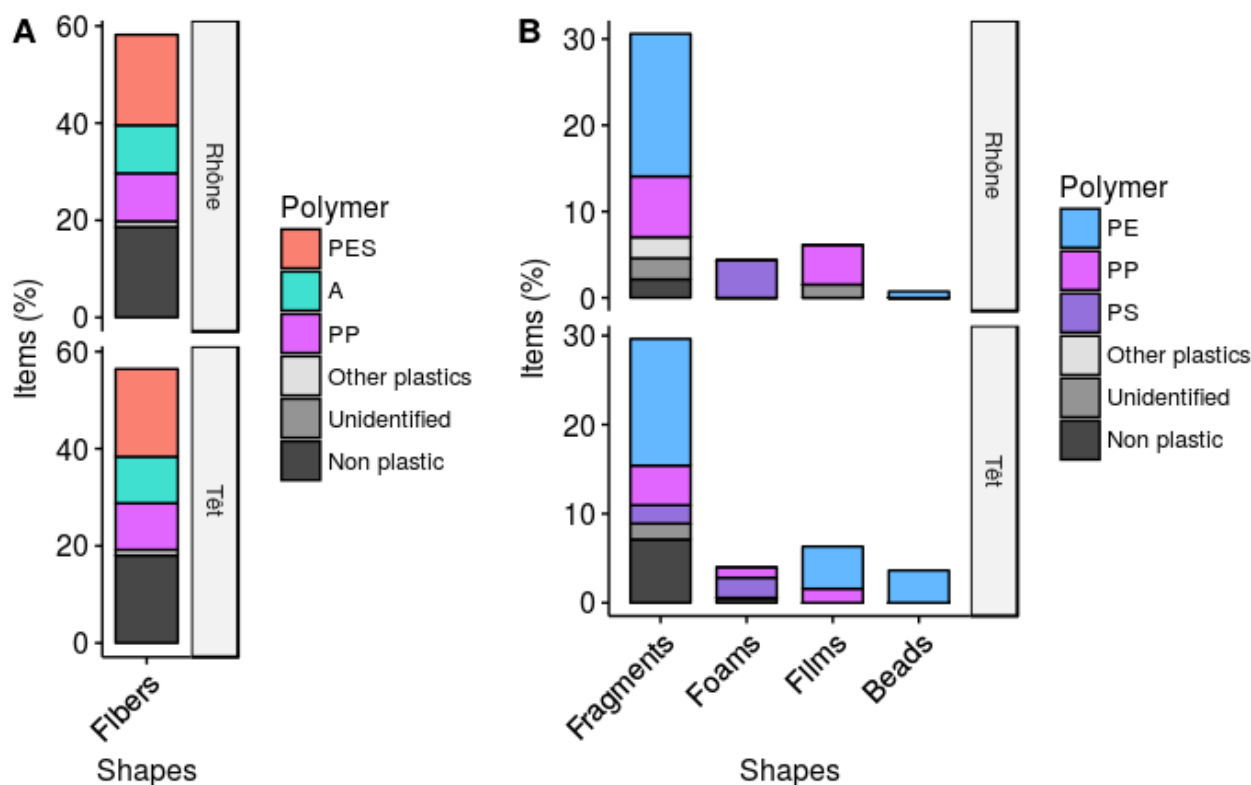 A
60
40
20
0
60
40
20
0
Items (%)
Rhône
Têt
FIbers
Shapes
Polymer
PES
A
PP
Other plastics
Unidentified
Non plastic
B
30
20
10
0
30
20
10
0
Items (%)
Rhône
Têt
Fragments
Foams
FIlms
Beads
Shapes
Polymer
PE
PP
PS
Other plastics
Unidentified
Non plastic